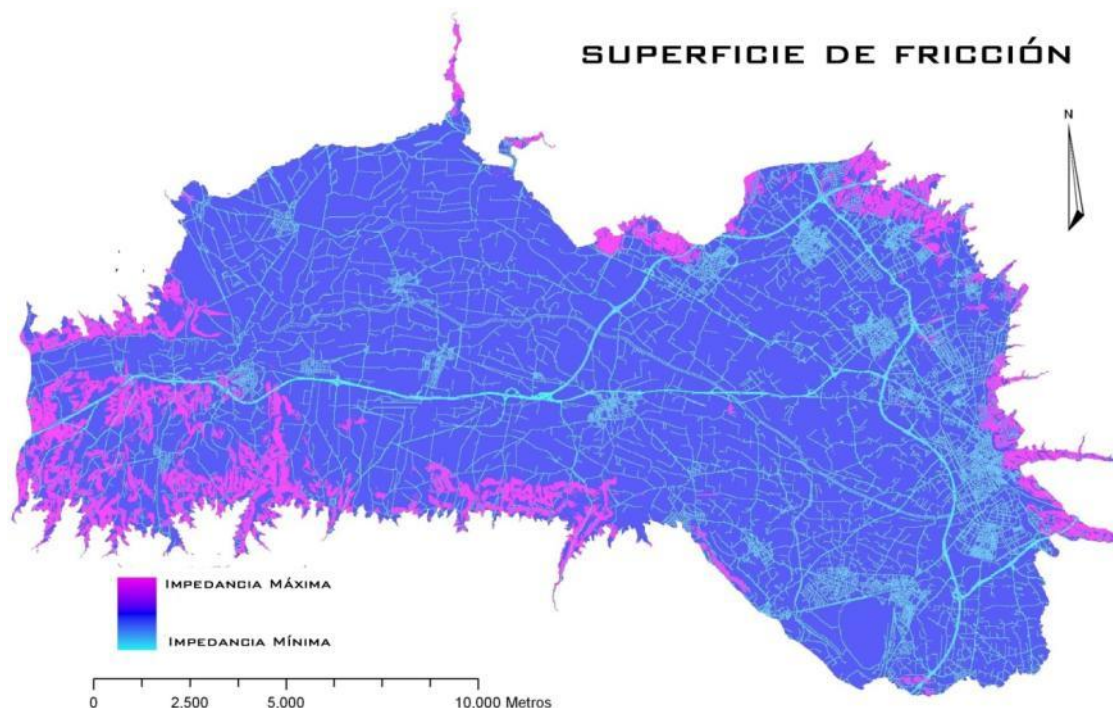 SUPERFICIE DE FRICCIÓN
N
IMPEDANCIA MÁXIMA
IMPEDANCIA MÍNIMA
0 2.500 5.000 10.000 Metros